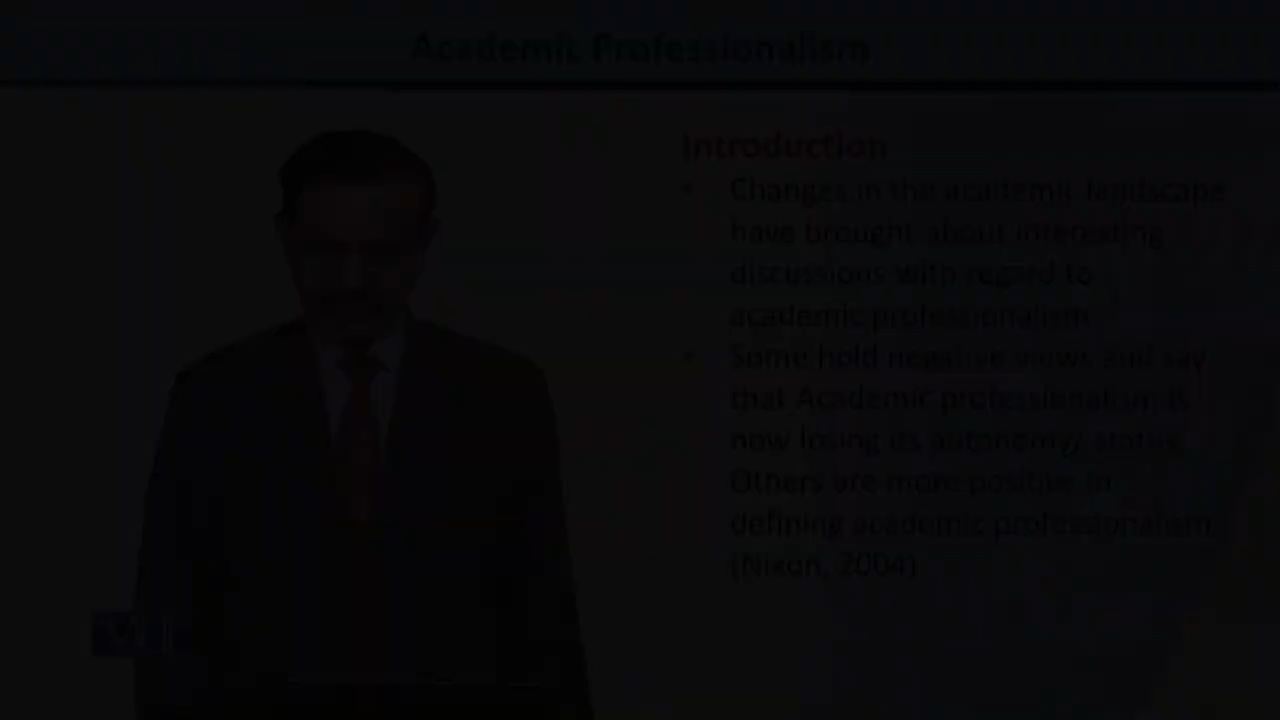 Academic Professionalism
Introduction
• Changes in the academic landscape
have brought about interesting
discussions with regard to
academic professionalism
• Some hold negative views and say
that Academic professionalism is
now losing its autonomy, status.
Others are more positive in
defining academic professionalism
(Nixon, 2004)